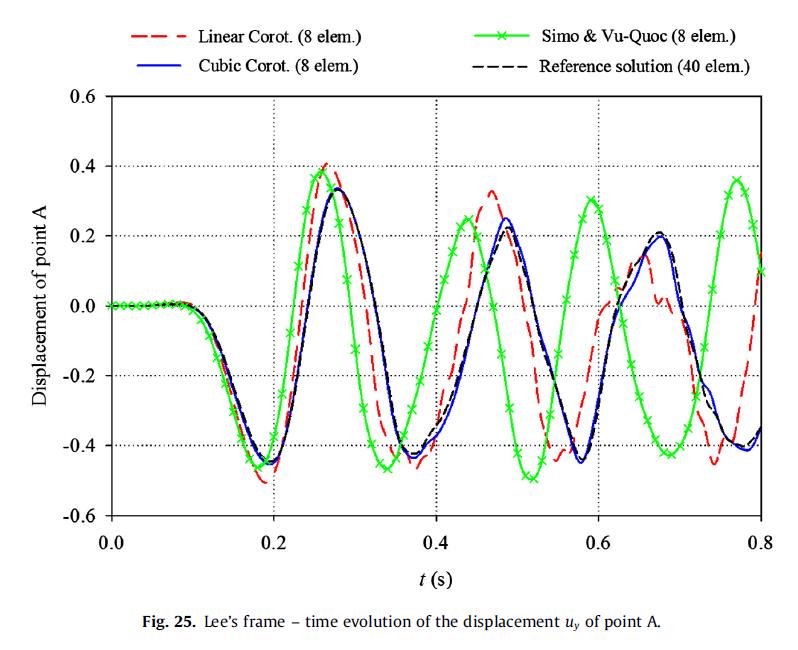 Linear Corot. (8 elem.)
Simo & Vu-Quoc (8 elem.)
Cubic Corot. (8 elem.)
Reference solution (40 elem.)
0.6
0.4
0.2
0.0
-0.2
-0.4
-0.6
Displacement of point A
0.0
0.2
0.4
0.6
0.8
t (s)
Fig. 25. Lee's frame – time evolution of the displacement uy of point A.